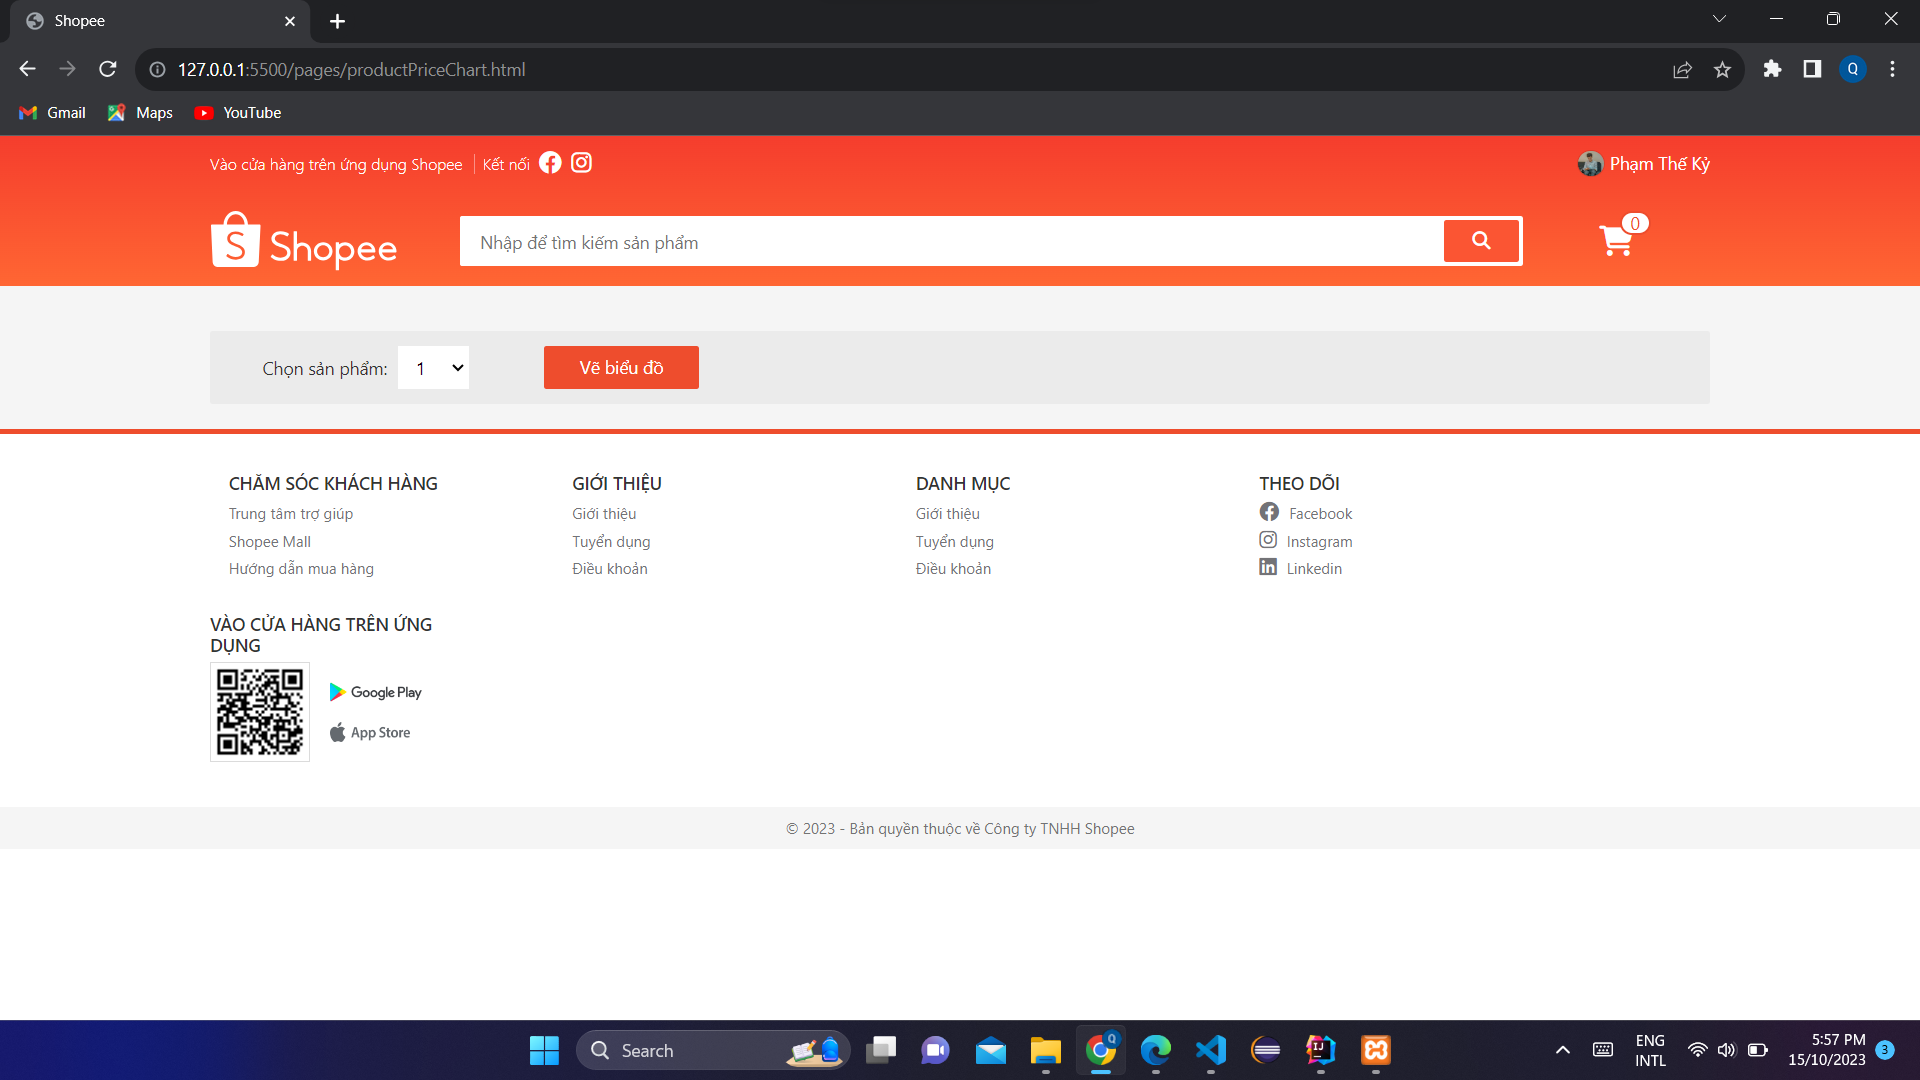 Shopee
127.0.0.1:5500/pages/productPriceChart.html
Q
Gmail Maps YouTube
Vào cửa hàng trên ứng dụng Shopee Kết nối
Phạm Thế Kỷ
S Shopee
Nhập để tìm kiếm sản phẩm
0
Chọn sản phẩm: 1 Vẽ biểu đồ
CHĂM SÓC KHÁCH HÀNG
Trung tâm trợ giúp
Shopee Mall
Hướng dẫn mua hàng
GIỚI THIỆU
Giới thiệu
Tuyển dụng
Điều khoản
DANH MỤC
Giới thiệu
Tuyển dụng
Điều khoản
THEO DÕI
Facebook
Instagram
Linkedin
VÀO CỬA HÀNG TRÊN ỨNG
DỤNG
Google Play
App Store
© 2023 - Bản quyền thuộc về Công ty TNHH Shopee
Search
Q
IJ
ENG
INTL
5:57 PM
15/10/2023
3